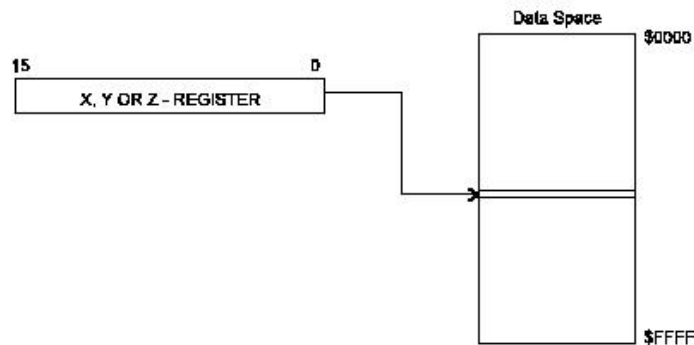 Data Space
$0000
15 0
X, Y OR Z - REGISTER
$FFFF